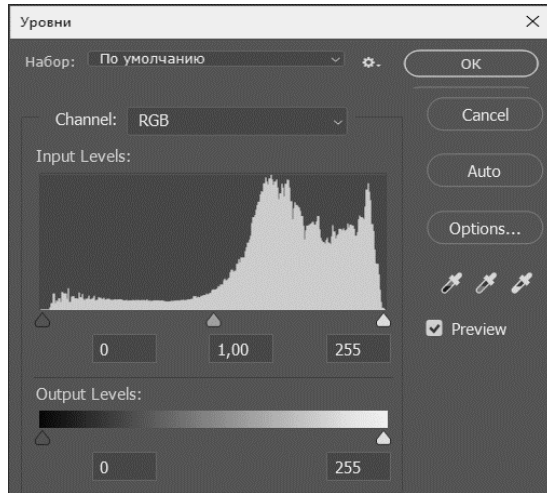 Уровни
Набор: По умолчанию
OK
Channel: RGB
Cancel
Input Levels:
Auto
Options...
Preview
0 1,00 255
Output Levels:
0 255